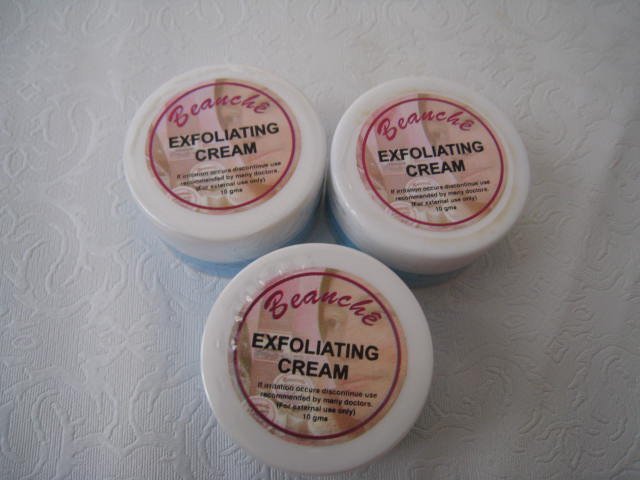 Beanchê
EXFOLIATING
CREAM
If irritation occurs discontinue use
recommended by many doctors.
(For external use only)
10 gms
Beanchê
EXFOLIATING
CREAM
If irritation occurs discontinue use
recommended by many doctors.
(For external use only)
10 gms
Beanchê
EXFOLIATING
CREAM
If irritation occurs discontinue use
recommended by many doctors.
(For external use only)
10 gms